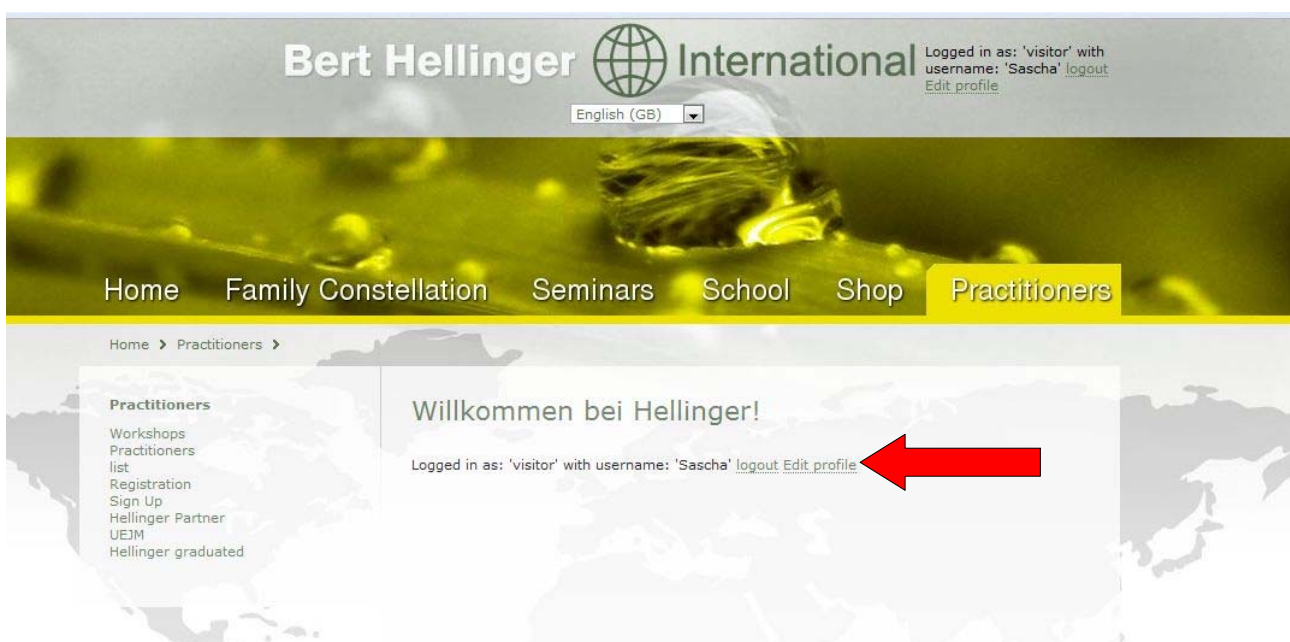 Bert Hellinger International
Logged in as: 'visitor' with
username: 'Sascha' logout
Edit profile
English (GB)
Home Family Constellation Seminars School Shop Practitioners
Home > Practitioners >
Practitioners
Workshops
Practitioners
list
Registration
Sign Up
Hellinger Partner
UEJM
Hellinger graduated
Willkommen bei Hellinger!
Logged in as: 'visitor' with username: 'Sascha' logout Edit profile